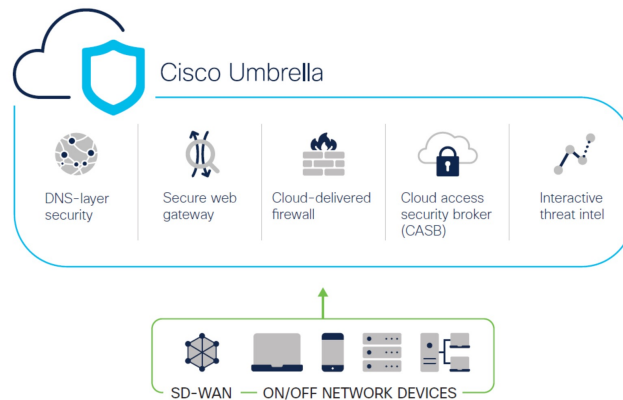 Cisco Umbrella
DNS-layer
security
Secure web
gateway
Cloud-delivered
firewall
Cloud access
security broker
(CASB)
Interactive
threat intel
SD-WAN
ON/OFF NETWORK DEVICES